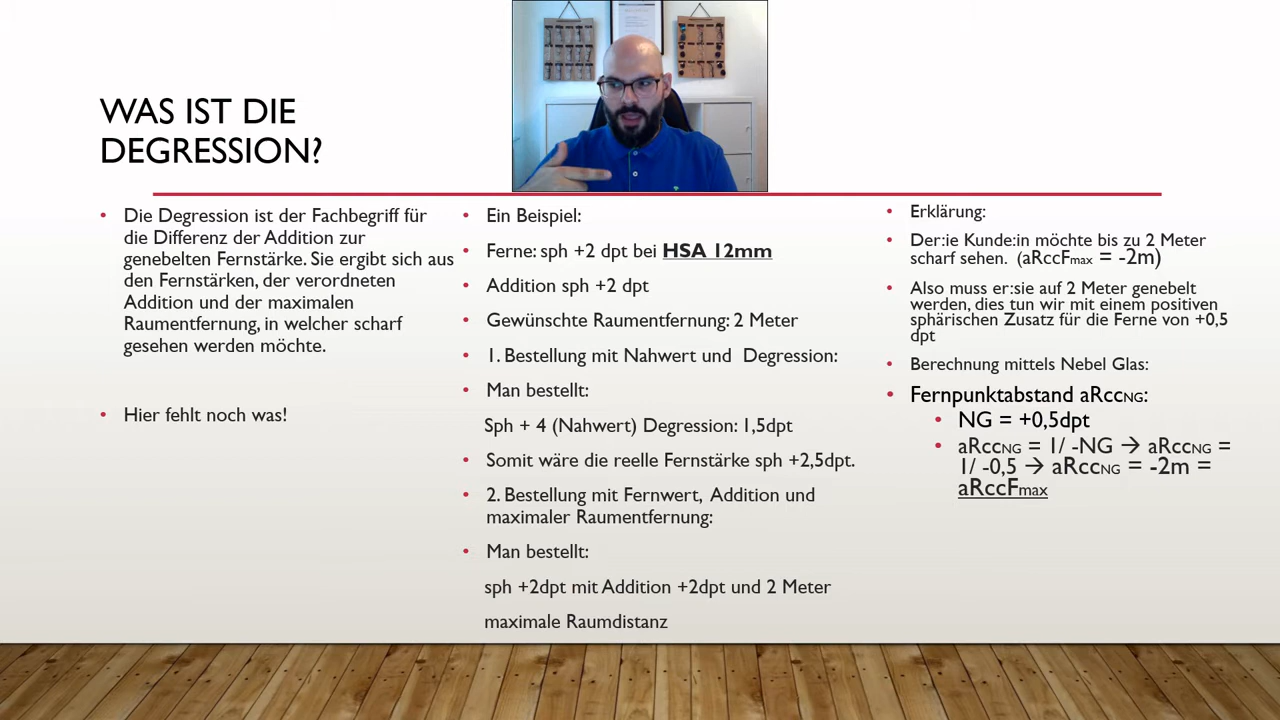 WAS IST DIE
DEGRESSION?
• Die Degression ist der Fachbegriff für
die Differenz der Addition zur
genebelten Fernstärke. Sie ergibt sich aus
den Fernstärken, der verordneten
Addition und der maximalen
Raumentfernung, in welcher scharf
gesehen werden möchte.
• Hier fehlt noch was!
• Ein Beispiel:
• Ferne: sph +2 dpt bei HSA 12mm
• Addition sph +2 dpt
• Gewünschte Raumentfernung: 2 Meter
• 1. Bestellung mit Nahwert und Degression:
• Man bestellt:
Sph + 4 (Nahwert) Degression: 1,5dpt
• Somit wäre die reelle Fernstärke sph +2,5dpt.
• 2. Bestellung mit Fernwert, Addition und
maximaler Raumentfernung:
• Man bestellt:
sph +2dpt mit Addition +2dpt und 2 Meter
maximale Raumdistanz
• Erklärung:
• Der:ie Kunde:in möchte bis zu 2 Meter
scharf sehen. (aRccFmax = -2m)
• Also muss er:sie auf 2 Meter genebelt
werden, dies tun wir mit einem positiven
sphärischen Zusatz für die Ferne von +0,5
dpt
• Berechnung mittels Nebel Glas:
• Fernpunktabstand aRccNG:
• NG = +0,5dpt
• aRccNG = 1/ -NG → aRccNG =
1/ -0,5 → aRccNG = -2m =
aRccFmax